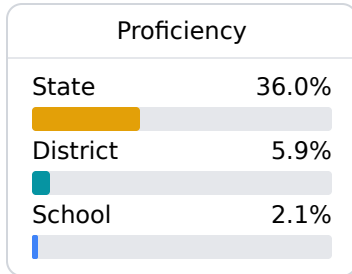 Proficiency
State 36.0%
District 5.9%
School 2.1%